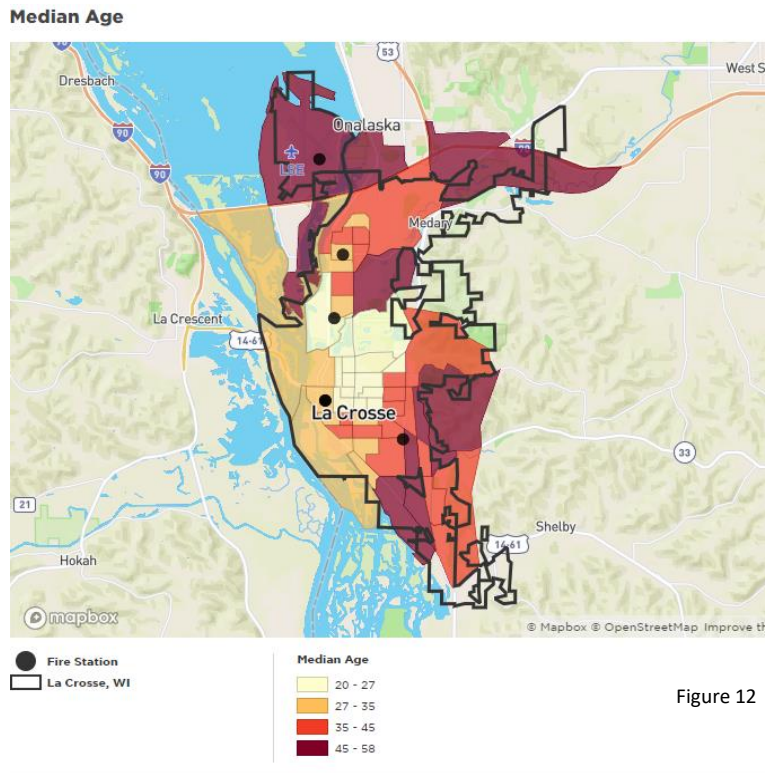 Median Age
53
90
Dresbach
West S
90
Onalaska
90
LSE
90
Medary
La Crescent
14-61
La Crosse
33
21
Shelby
14-61
Hokah
mapbox
© Mapbox © OpenStreetMap Improve th
Fire Station
La Crosse, WI
Median Age
20 - 27
27 - 35
35 - 45
45 - 58
Figure 12